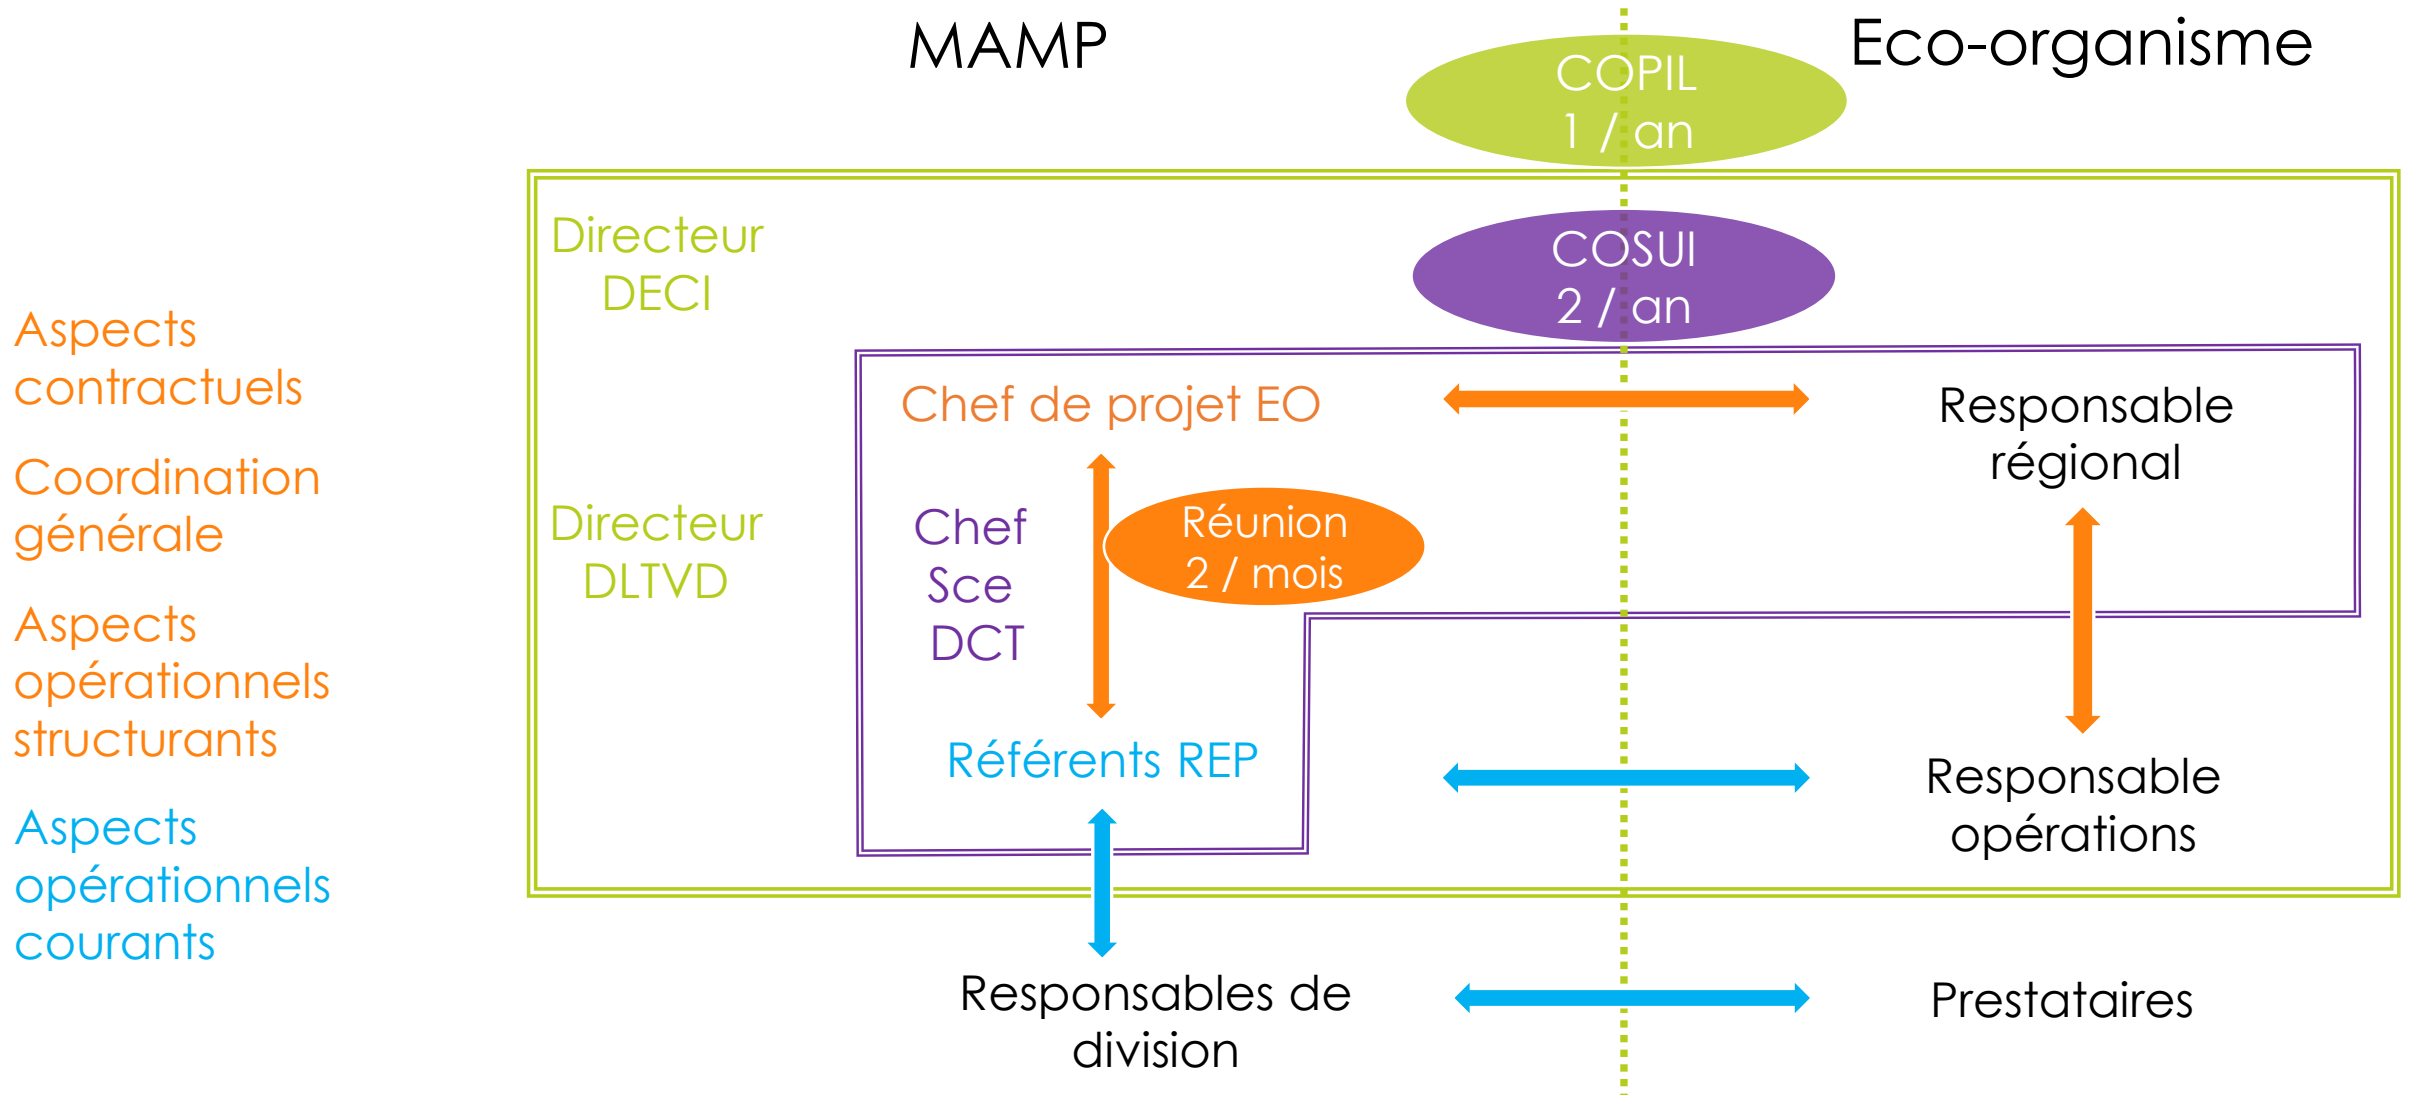 MAMP
Eco-organisme
COPIL
1 / an
COSUI
2 / an
Directeur
DECI
Directeur
DLTVD
Aspects
contractuels
Coordination
générale
Aspects
opérationnels
structurants
Aspects
opérationnels
courants
Chef de projet EO
Chef
Sce
DCT
Réunion
2 / mois
Référents REP
Responsables de
division
Responsable
régional
Responsable
opérations
Prestataires